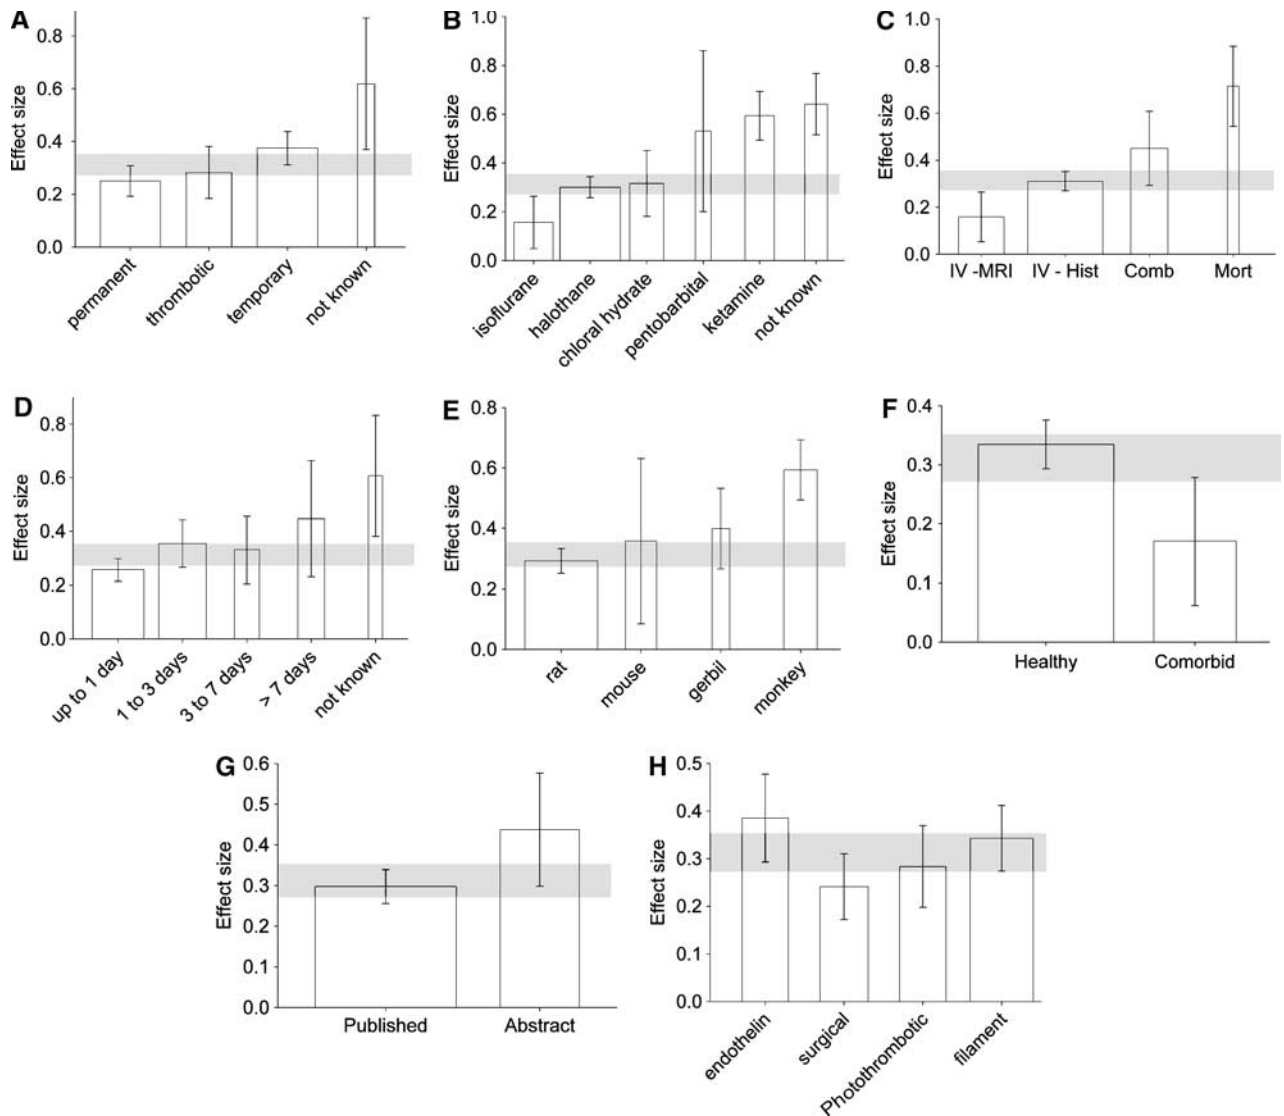 A
Effect size
0.8
0.6
0.4
0.2
0.0
permanent
thrombotic
temporary
not known
B
Effect size
1.0
0.8
0.6
0.4
0.2
0.0
isoflurane
halothane
chloral hydrate
pentobarbital
ketamine
not known
C
Effect size
1.0
0.8
0.6
0.4
0.2
0.0
IV -MRI
IV - Hist
Comb
Mort
D
Effect size
0.8
0.6
0.4
0.2
0.0
up to 1 day
1 to 3 days
3 to 7 days
> 7 days
not known
E
Effect size
0.8
0.6
0.4
0.2
0.0
rat
mouse
gerbil
monkey
F
Effect size
0.4
0.3
0.2
0.1
0.0
Healthy
Comorbid
G
Effect size
0.6
0.5
0.4
0.3
0.2
0.1
0.0
Published
Abstract
H
Effect size
0.5
0.4
0.3
0.2
0.1
0.0
endothelin
surgical
Photothrombotic
filament